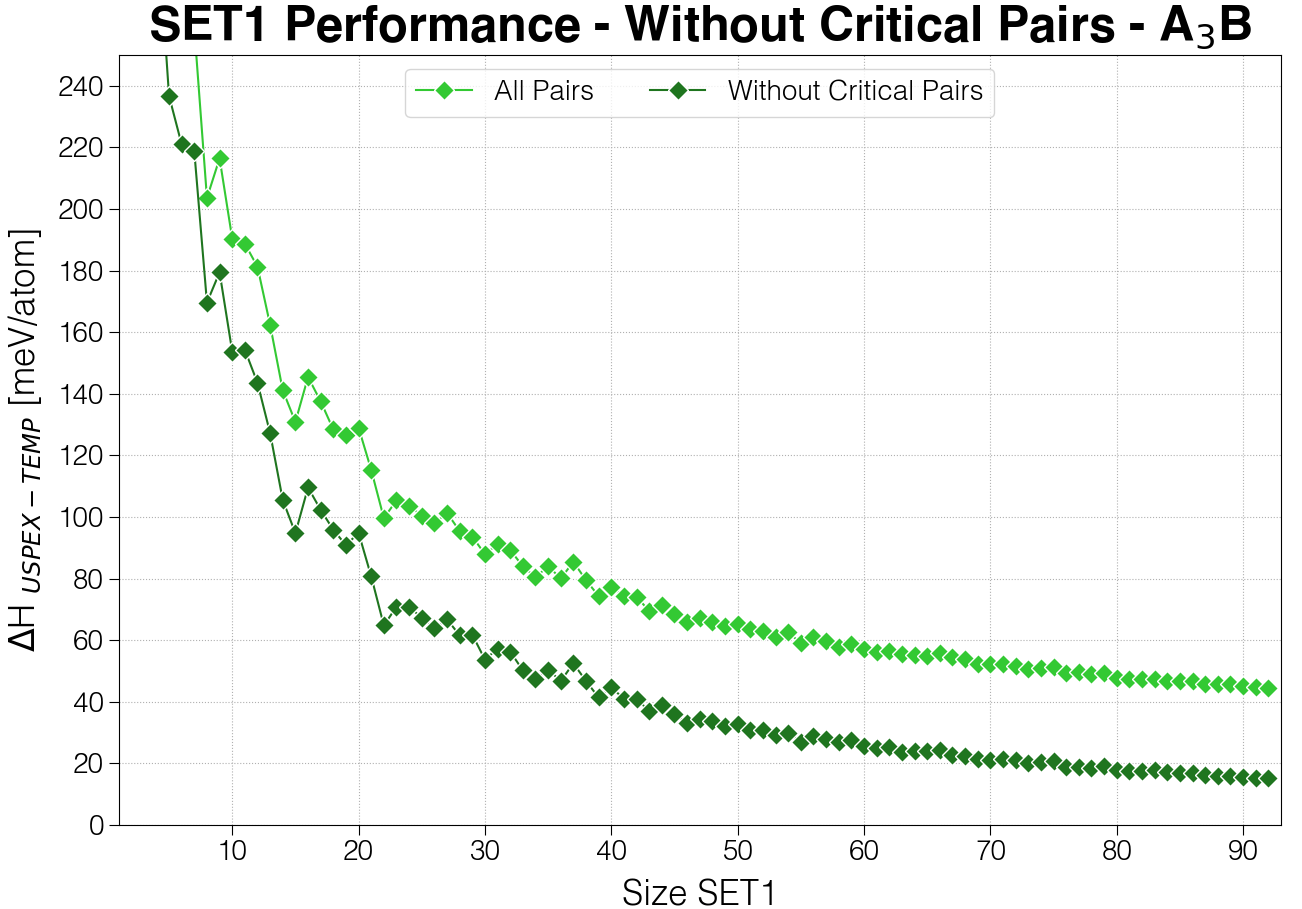 SET1 Performance - Without Critical Pairs - A₃B
All Pairs
Without Critical Pairs
ΔH USPEX – TEMP [meV/atom]
240
220
200
180
160
140
120
100
80
60
40
20
0
10 20 30 40 50 60 70 80 90
Size SET1